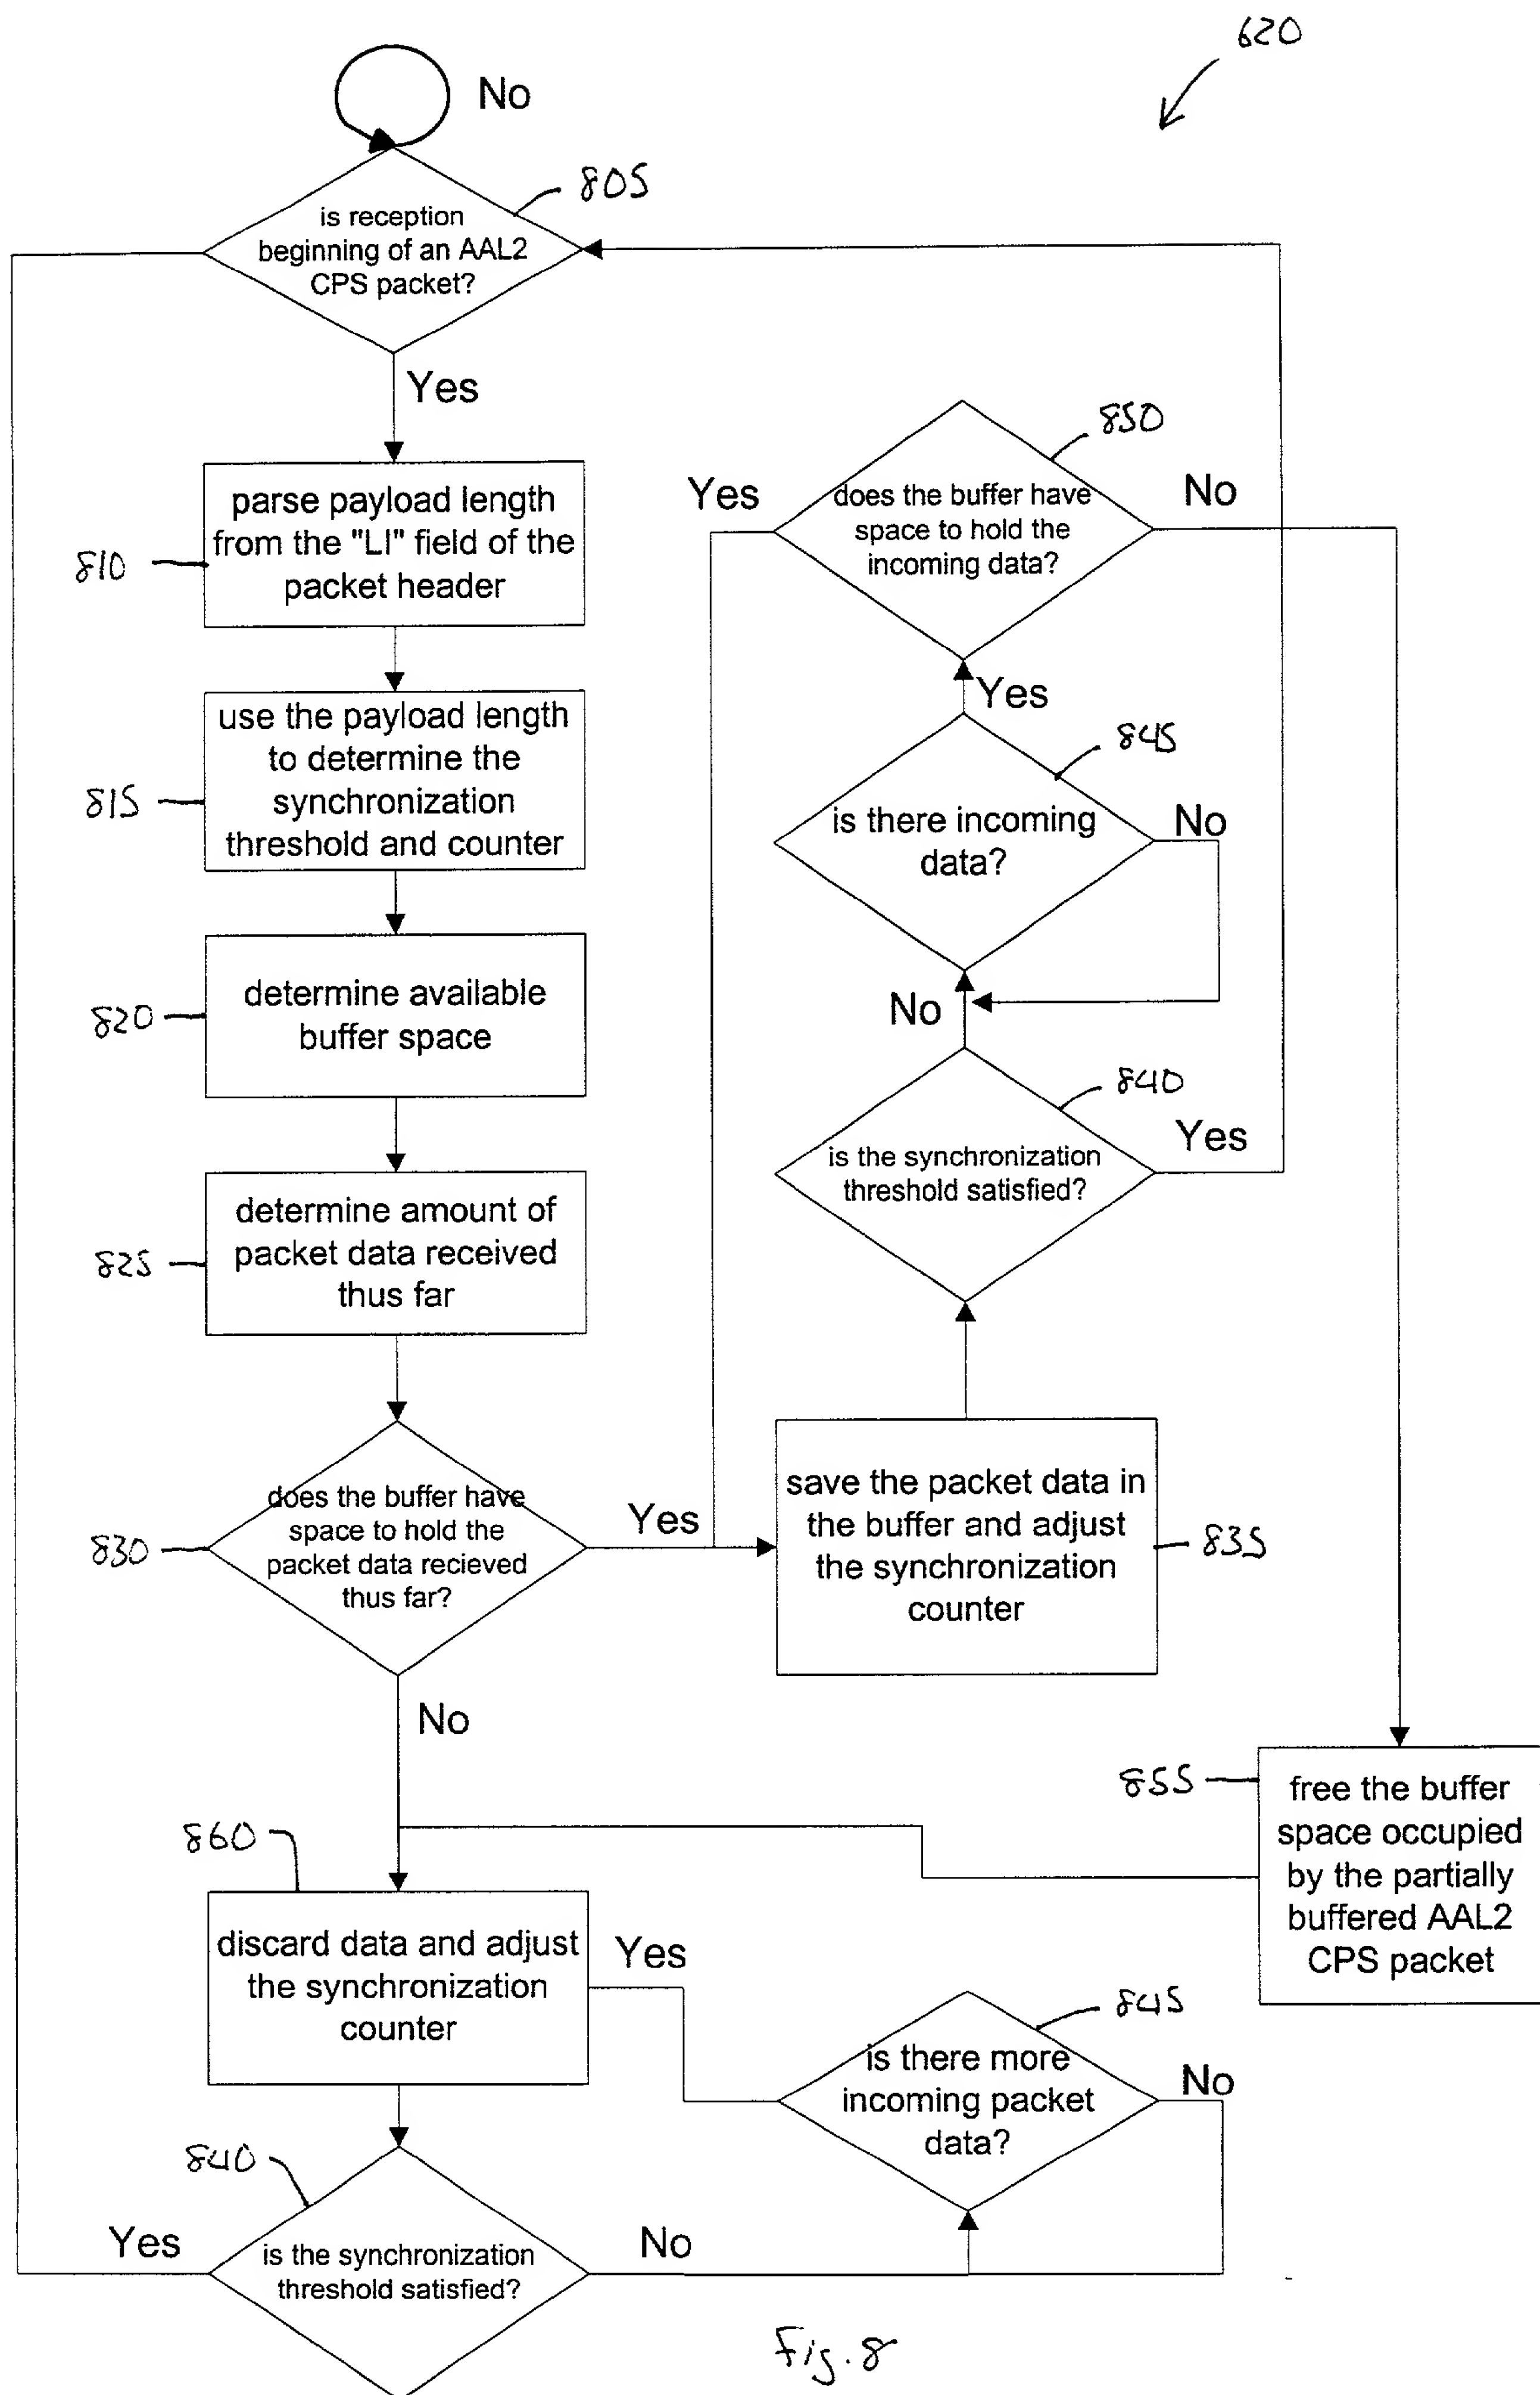 620
No
805
is reception
beginning of an AAL2
CPS packet?
Yes
810
parse payload length
from the "LI" field of the
packet header
815
use the payload length
to determine the
synchronization
threshold and counter
820
determine available
buffer space
825
determine amount of
packet data received
thus far
830
does the buffer have
space to hold the
packet data recieved
thus far?
Yes
No
850
Yes
does the buffer have
space to hold the
incoming data?
No
Yes
845
is there incoming
data?
No
No
840
is the synchronization
threshold satisfied?
Yes
save the packet data in
the buffer and adjust
the synchronization
counter
835
855
free the buffer
space occupied
by the partially
buffered AAL2
CPS packet
860
discard data and adjust
the synchronization
counter
Yes
845
is there more
incoming packet
data?
No
840
Yes
is the synchronization
threshold satisfied?
No
Fig. 8